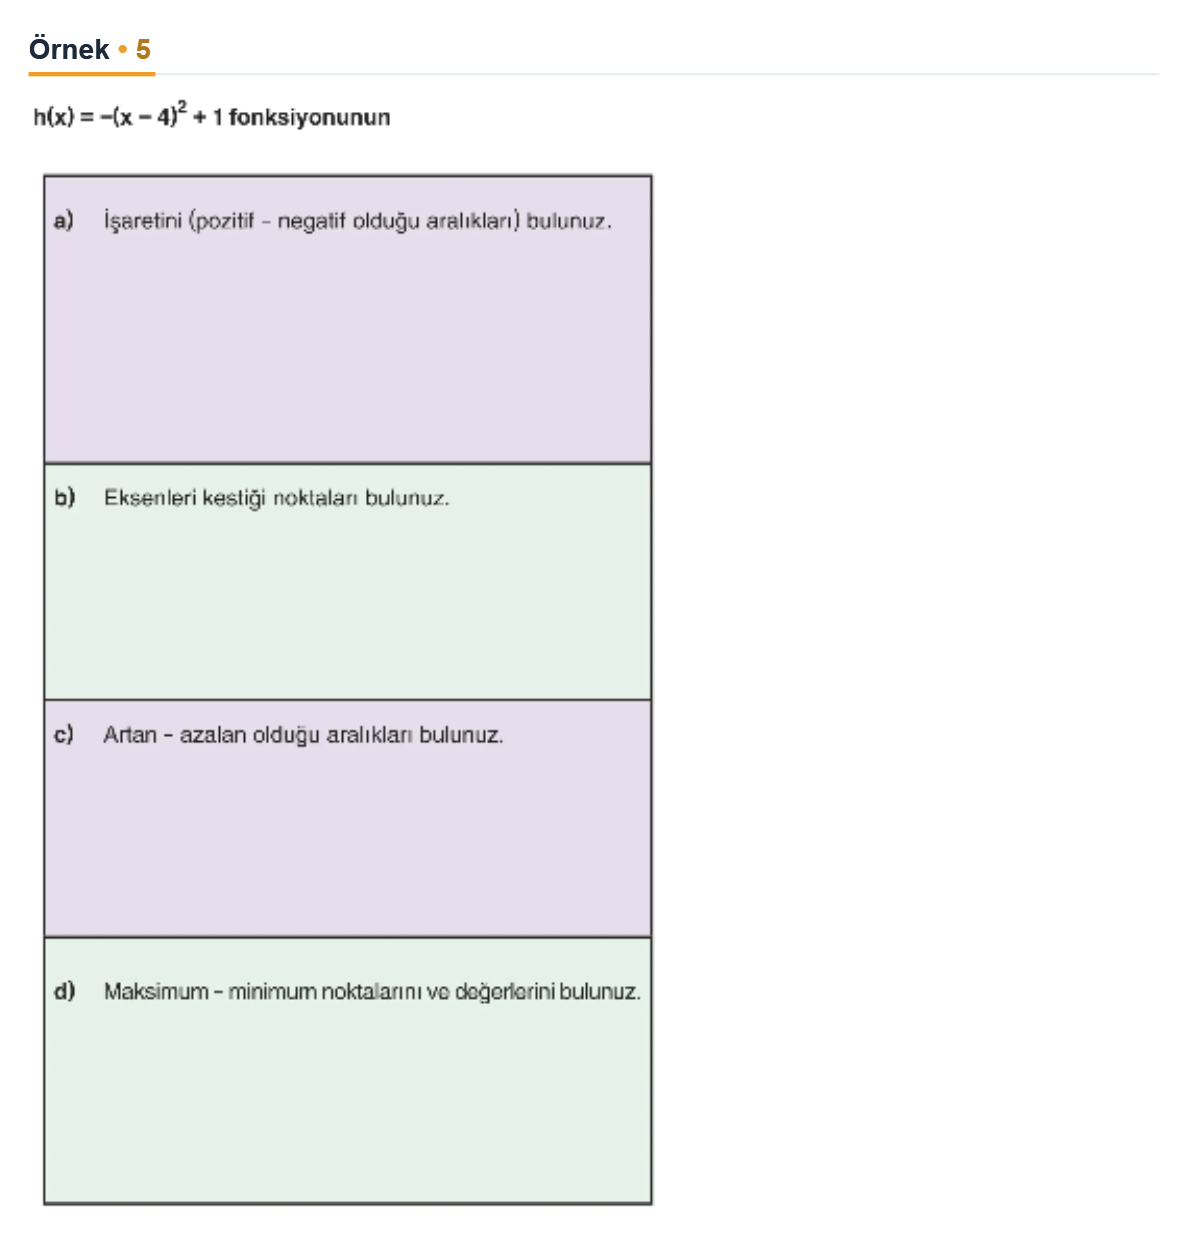 Örnek • 5
h(x) = –(x – 4)² + 1 fonksiyonunun
a) İşaretini (pozitif – negatif olduğu aralıkları) bulunuz.
b) Eksenleri kestiği noktaları bulunuz.
c) Artan – azalan olduğu aralıkları bulunuz.
d) Maksimum – minimum noktalarını ve değerlerini bulunuz.